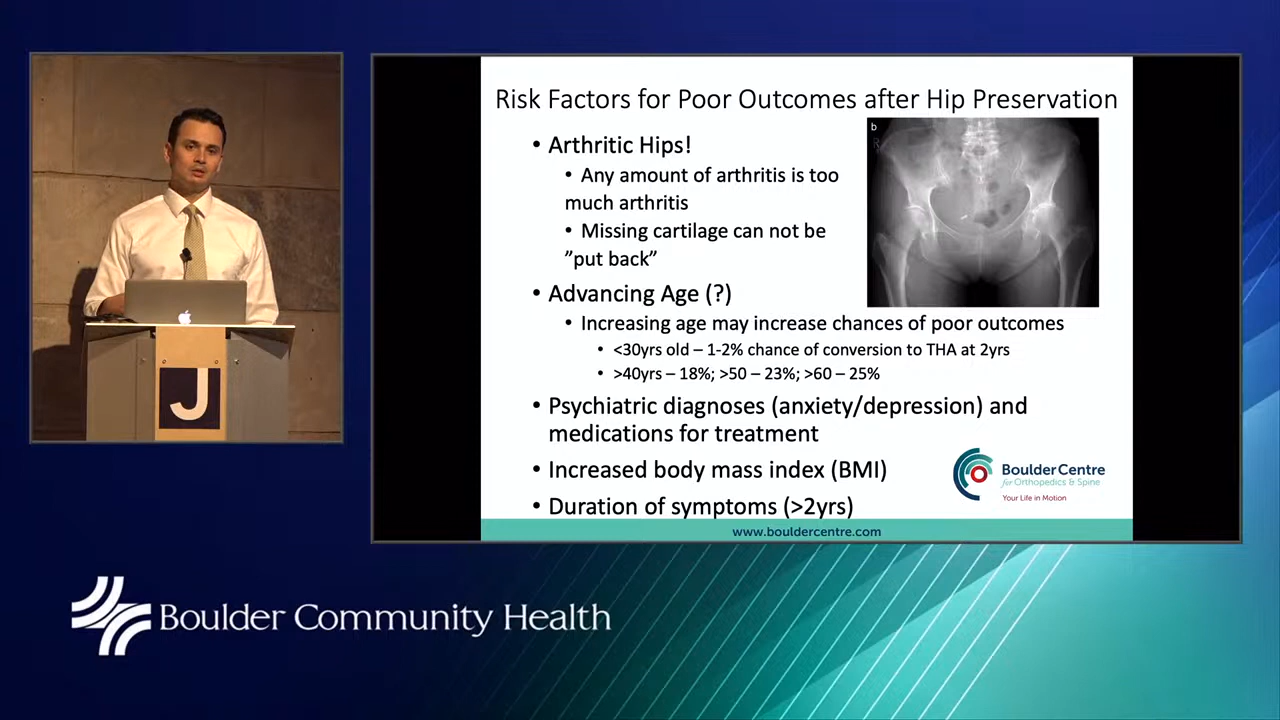 Risk Factors for Poor Outcomes after Hip Preservation
• Arthritic Hips!
• Any amount of arthritis is too
much arthritis
• Missing cartilage can not be
”put back”
• Advancing Age (?)
• Increasing age may increase chances of poor outcomes
• <30yrs old – 1-2% chance of conversion to THA at 2yrs
• >40yrs – 18%; >50 – 23%; >60 – 25%
• Psychiatric diagnoses (anxiety/depression) and
medications for treatment
• Increased body mass index (BMI)
• Duration of symptoms (>2yrs)
b
R
BoulderCentre
for Orthopedics & Spine
Your Life in Motion
www.bouldercentre.com
J
Boulder Community Health